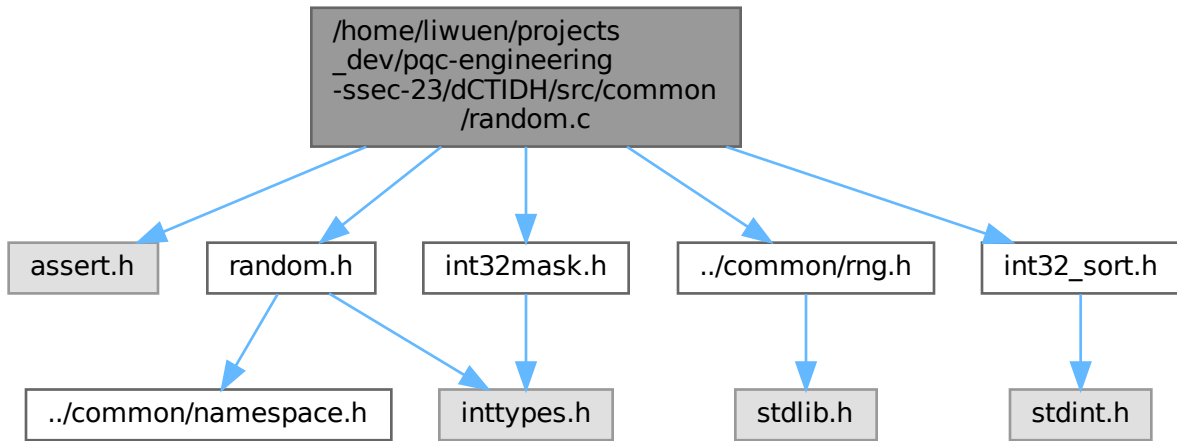 /home/liwuen/projects
_dev/pqc-engineering
-ssec-23/dCTIDH/src/common
/random.c
assert.h
random.h
int32mask.h
../common/rng.h
int32_sort.h
../common/namespace.h
inttypes.h
stdlib.h
stdint.h